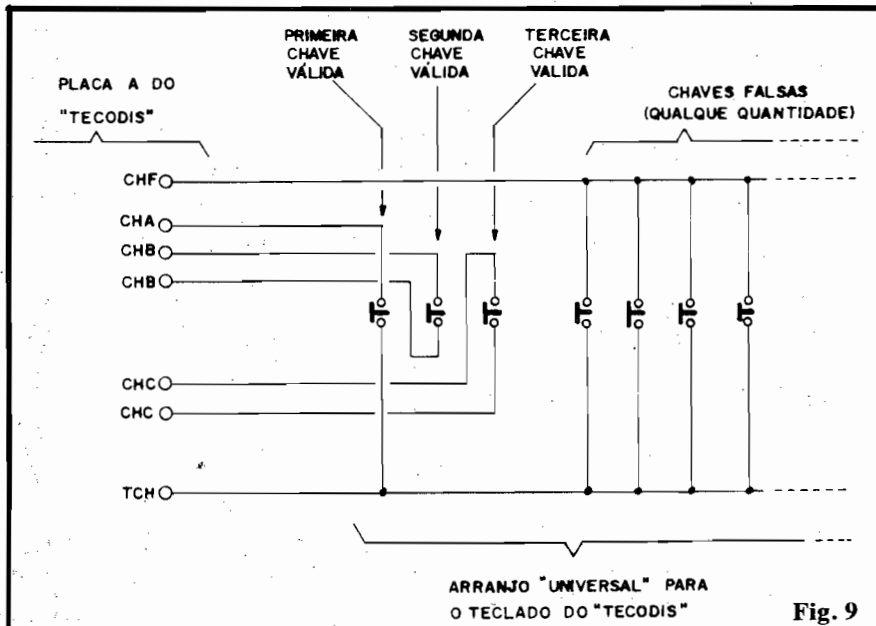 PRIMEIRA
CHAVE
VÁLIDA
SEGUNDA
CHAVE
VÁLIDA
TERCEIRA
CHAVE
VALIDA
PLACA A DO
"TECODIS"
CHAVES FALSAS
(QUALQUE QUANTIDADE)
CHF
CHA
CHB
CHB
CHC
CHC
TCH
ARRANJO "UNIVERSAL" PARA
O TECLADO DO "TECODIS"
Fig. 9